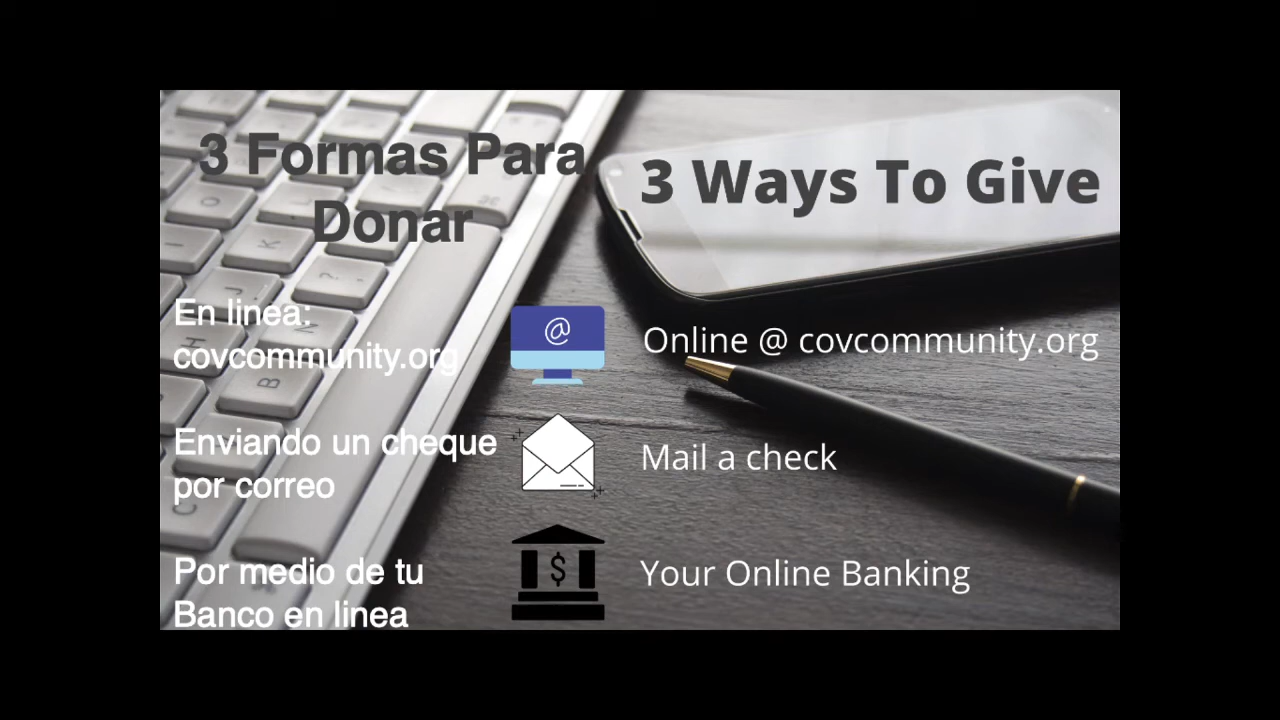 3 Formas Para
Donar
En linea:
covcommunity.org
Enviando un cheque
por correo
Por medio de tu
Banco en linea
3 Ways To Give
@
Online @ covcommunity.org
Mail a check
$
Your Online Banking